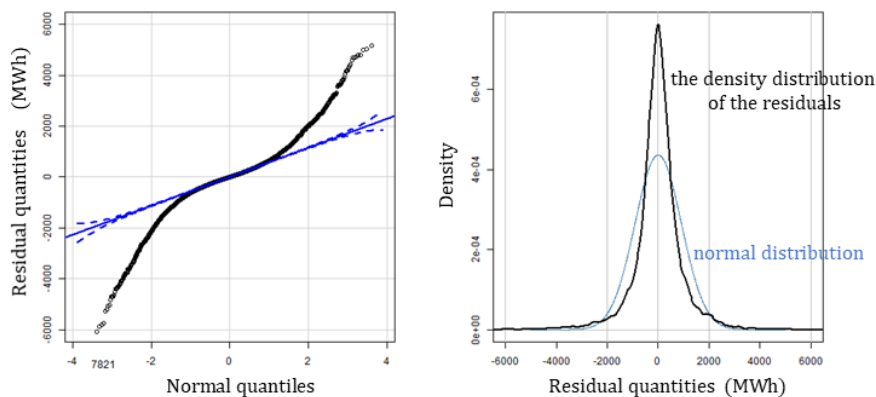 Residual quantities (MWh)
6000
4000
2000
0
-2000
-4000
-6000
-4
-2
0
2
4
7821
Normal quantiles
the density distribution
of the residuals
normal distribution
Density
6e-04
4e-04
2e-04
0e+00
-6000
-4000
-2000
0
2000
4000
6000
Residual quantities (MWh)